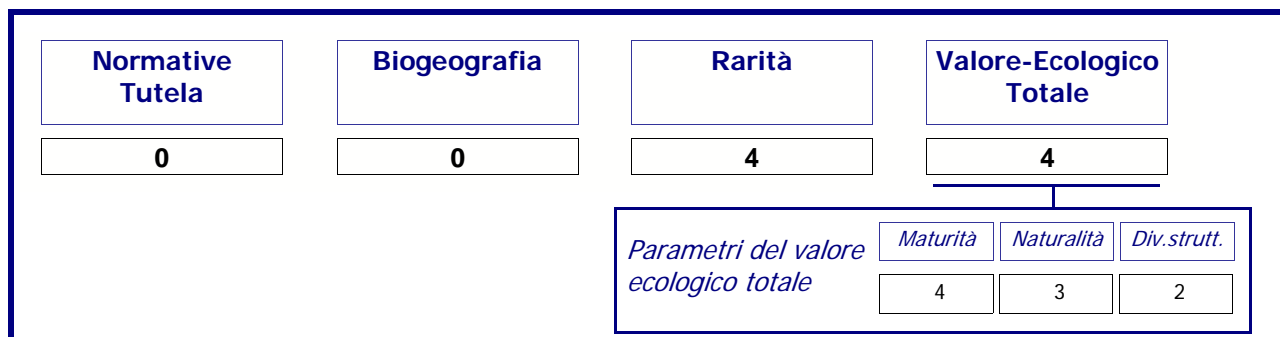 Normative Tutela
Biogeografia
Rarità
Valore-Ecologico Totale
0
0
4
4
Parametri del valore ecologico totale
Maturità
Naturalità
Div.strutt.
4
3
2